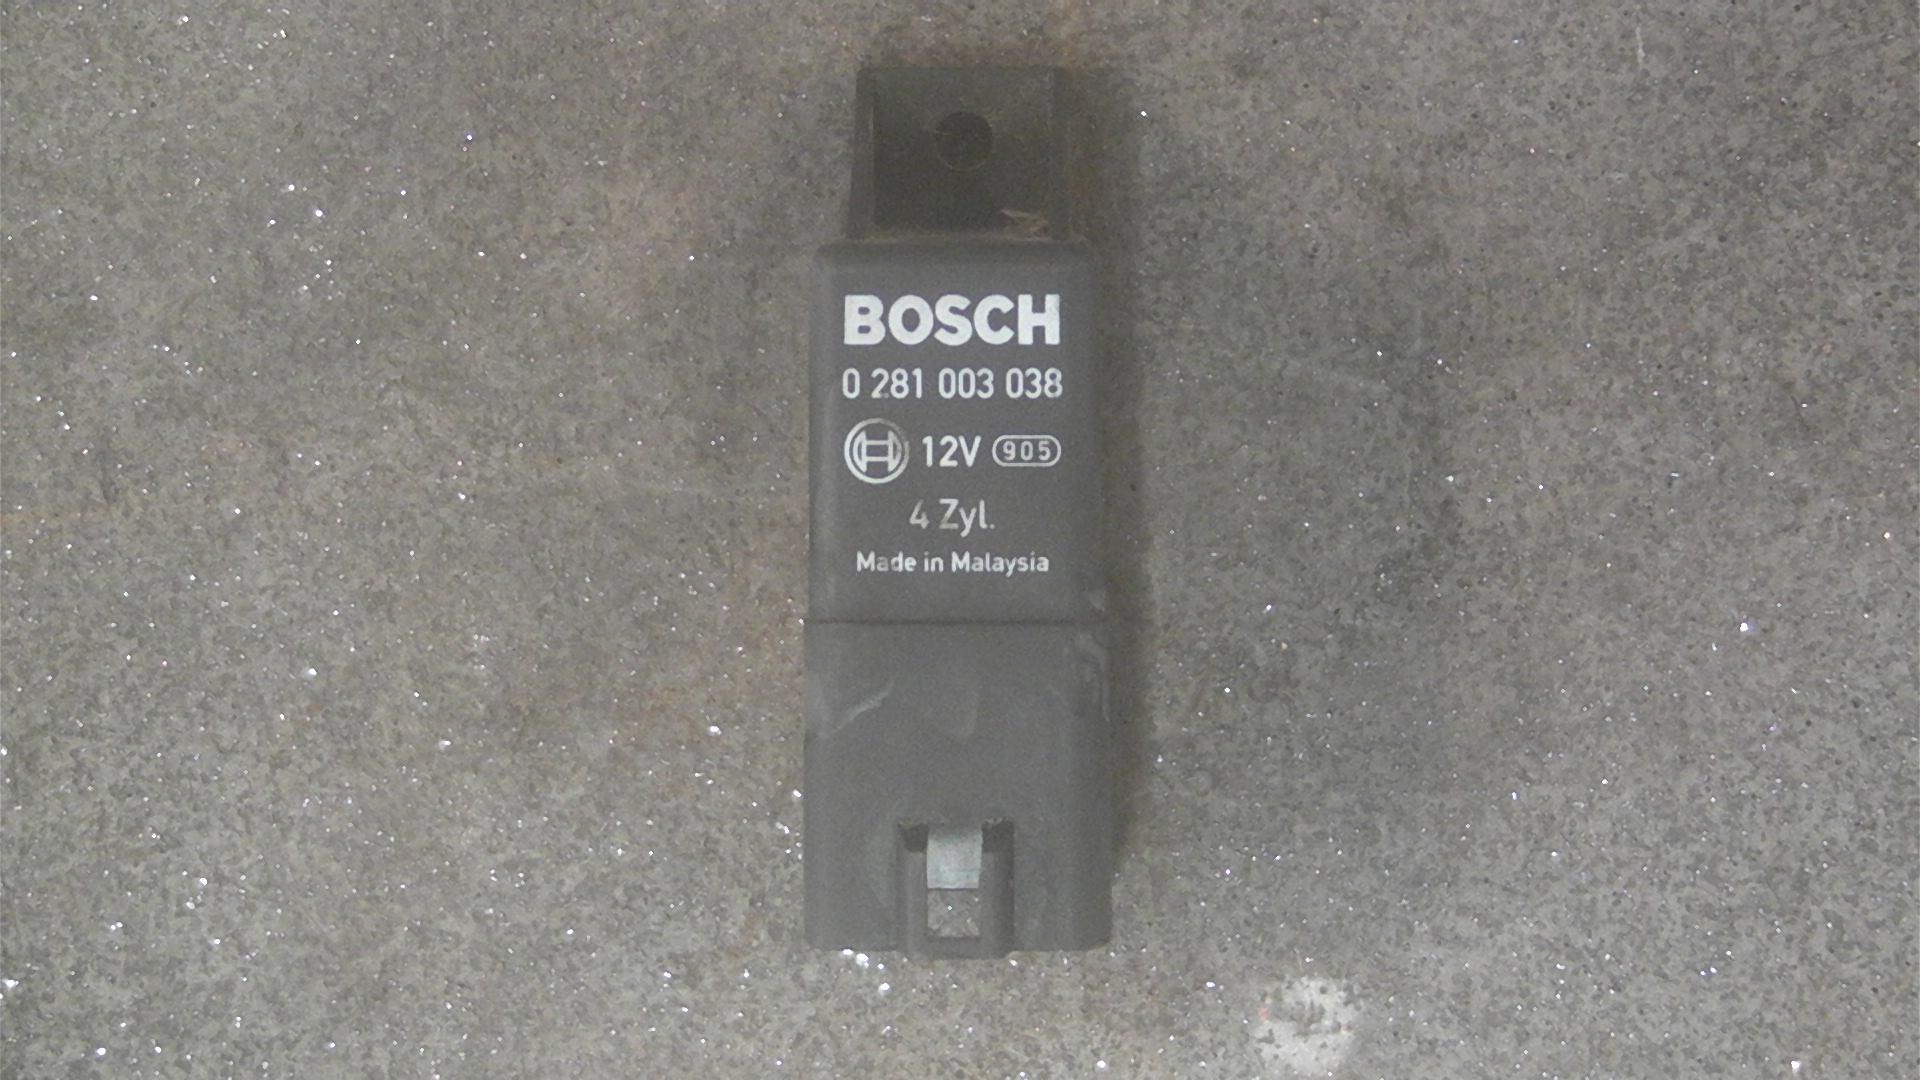 BOSCH
0 281 003 038
12V 905
4 Zyl.
Made in Malaysia